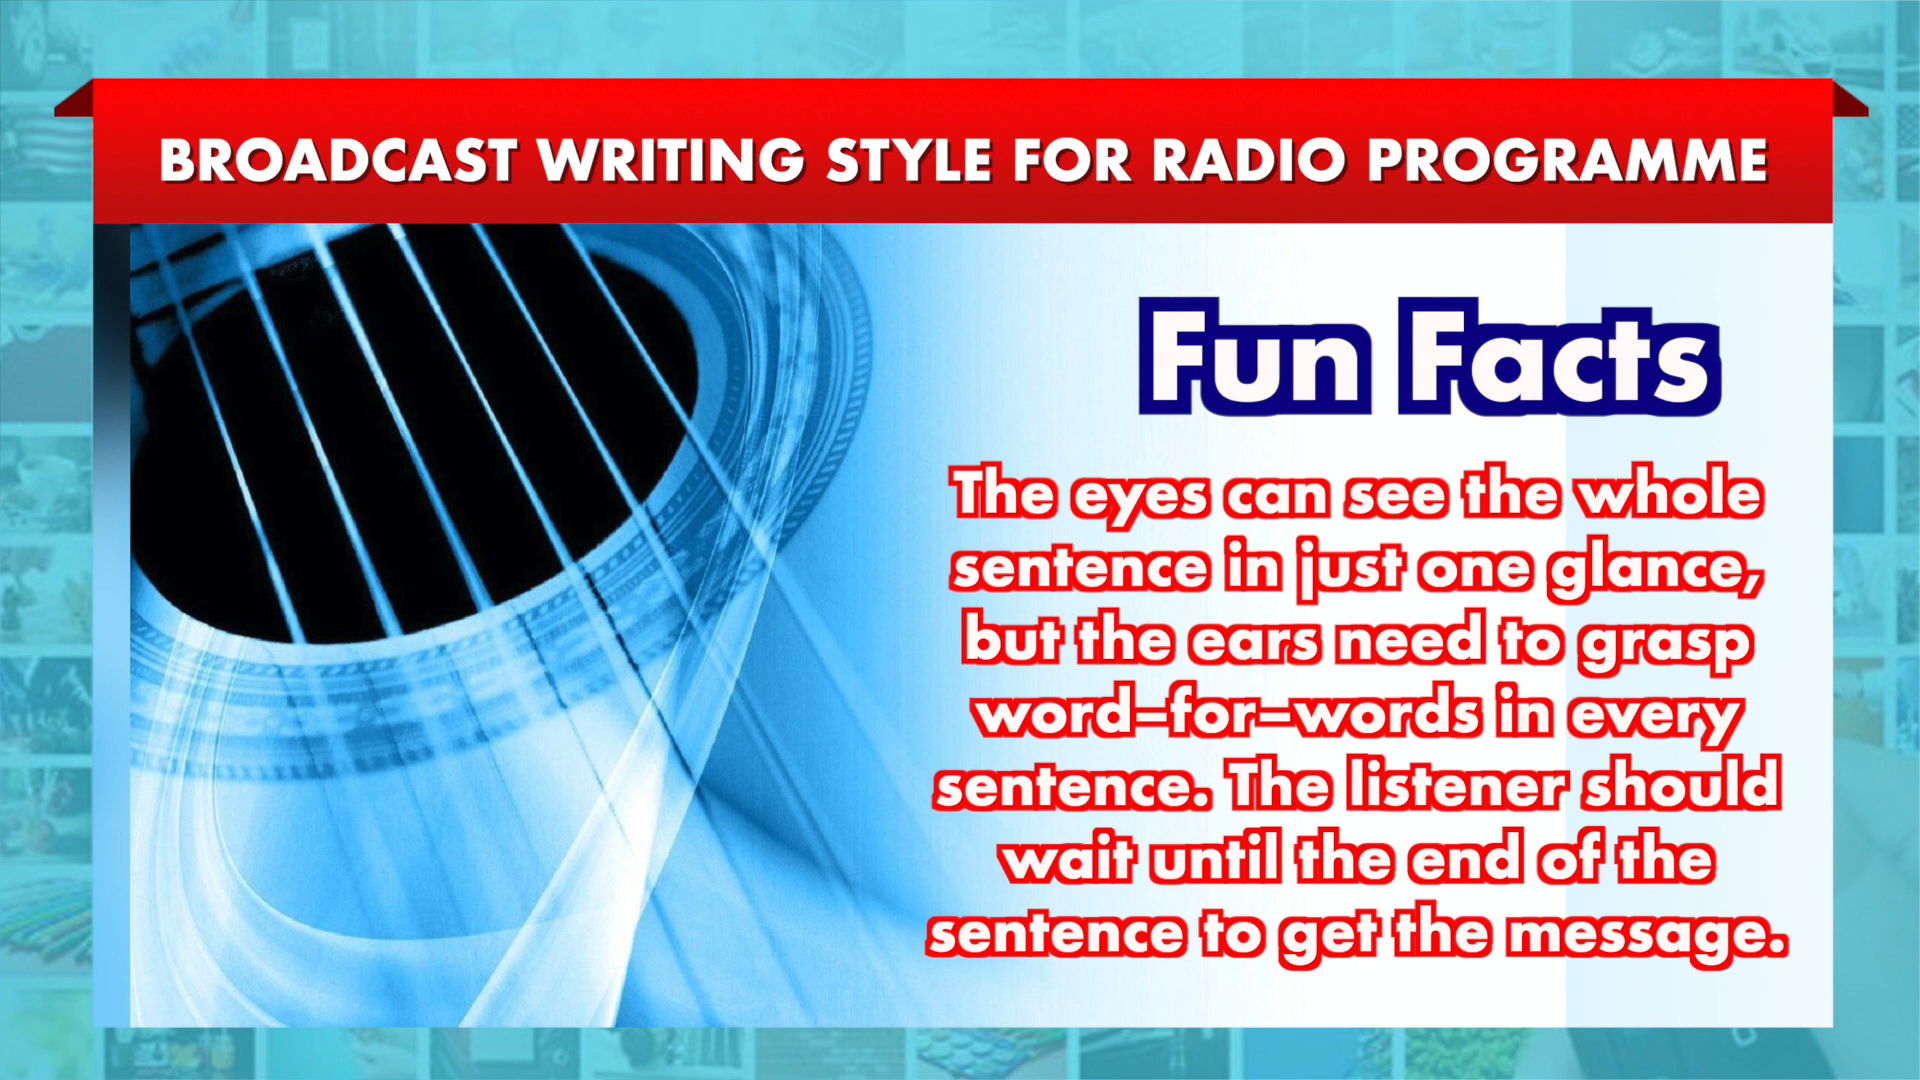 BROADCAST WRITING STYLE FOR RADIO PROGRAMME
Fun Facts
The eyes can see the whole
sentence in just one glance,
but the ears need to grasp
word–for–words in every
sentence. The listener should
wait until the end of the
sentence to get the message.